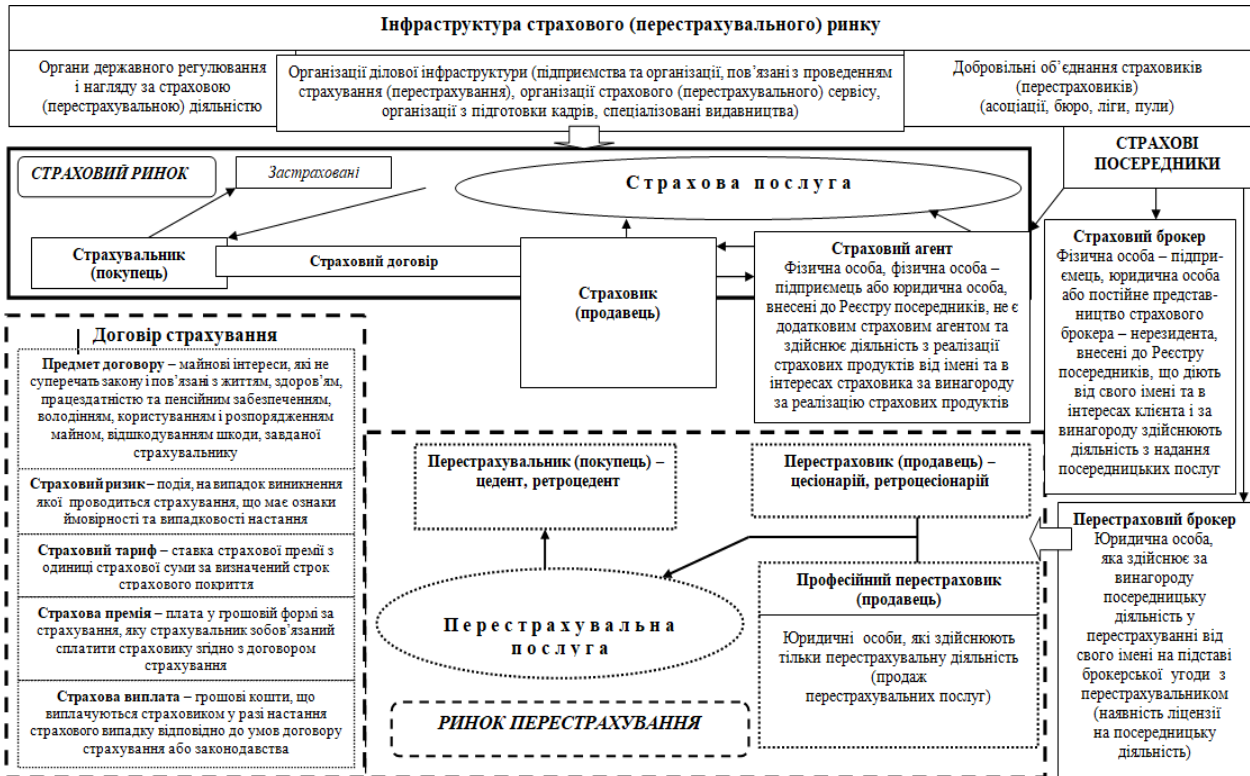 Інфраструктура страхового (перестрахувального) ринку
Органи державного регулювання
і нагляду за страховою
(перестрахувальною) діяльністю
Організації ділової інфраструктури (підприємства та організації, пов’язані з проведенням
страхування (перестрахування), організації страхового (перестрахувального) сервісу,
організації з підготовки кадрів, спеціалізовані видавництва)
Добровільні об’єднання страховиків
(перестраховиків)
(асоціації, бюро, ліги, пули)
СТРАХОВИЙ РИНОК
Застраховані
Страхова послуга
СТРАХОВІ
ПОСЕРЕДНИКИ
Страхувальник
(покупець)
Страховий договір
Страховик
(продавець)
Страховий агент
Фізична особа, фізична особа –
підприємець або юридична особа,
внесені до Реєстру посередників, не є
додатковим страховим агентом та
здійснює діяльність з реалізації
страхових продуктів від імені та в
інтересах страховика за винагороду
за реалізацію страхових продуктів
Страховий брокер
Фізична особа – підпри-
ємець, юридична особа
або постійне представ-
ництво страхового
брокера – нерезидента,
внесені до Реєстру
посередників, що діють
від свого імені та в
інтересах клієнта і за
винагороду здійснюють
діяльність з надання
посередницьких послуг
Договір страхування
Предмет договору – майнові інтереси, які не
суперечать закону і пов’язані з життям, здоров’ям,
працездатністю та пенсійним забезпеченням,
володінням, користуванням і розпорядженням
майном, відшкодуванням шкоди, завданої
страхувальнику
Страховий ризик – подія, на випадок виникнення
якої проводиться страхування, що має ознаки
ймовірності та випадковості настання
Страховий тариф – ставка страхової премії з
одиниці страхової суми за визначений строк
страхового покриття
Страхова премія – плата у грошовій формі за
страхування, яку страхувальник зобов’язаний
сплатити страховику згідно з договором
страхування
Страхова виплата – грошові кошти, що
виплачуються страховиком у разі настання
страхового випадку відповідно до умов договору
страхування або законодавства
Перестрахувальник (покупець) –
цедент, ретроцедент
Перестраховик (продавець) –
цесіонарій, ретроцесіонарій
Перестрахувальна
послуга
Професійний перестраховик
(продавець)
Юридичні особи, які здійснюють
тільки перестрахувальну діяльність
(продаж
перестрахувальних послуг)
РИНОК ПЕРЕСТРАХУВАННЯ
Перестраховий брокер
Юридична особа,
яка здійснює за
винагороду
посередницьку
діяльність у
перестрахуванні від
свого імені на підставі
брокерської угоди з
перестрахувальником
(наявність ліцензії
на посередницьку
діяльність)